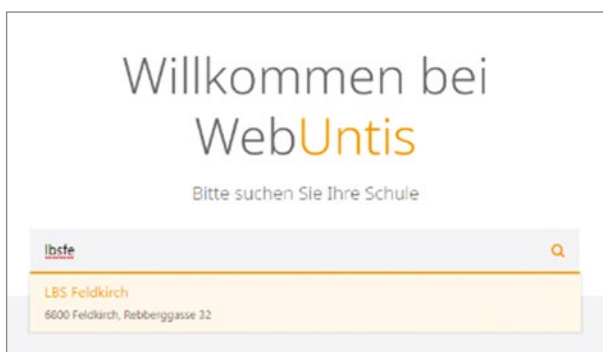 Willkommen bei
WebUntis
Bitte suchen Sie Ihre Schule
lbsfe
LBS Feldkirch
6800 Feldkirch, Rebberggasse 32